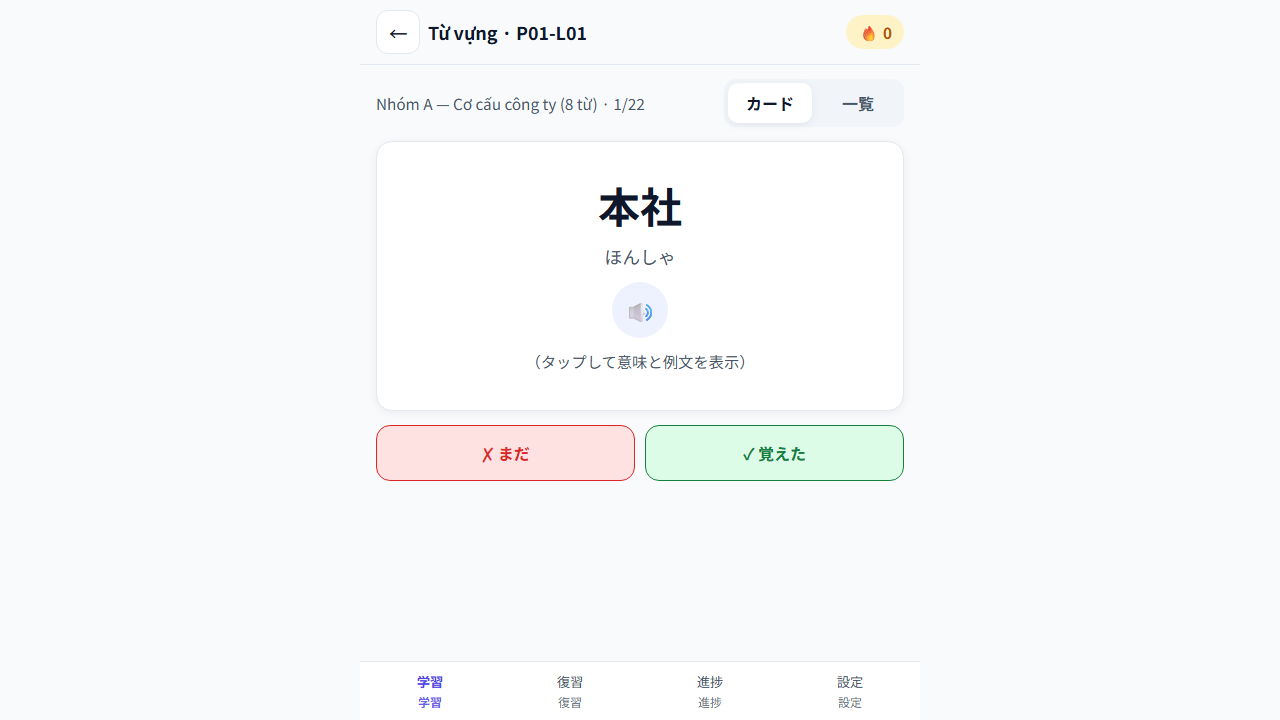 ← Từ vựng · P01-L01
🔥 0
Nhóm A — Cơ cấu công ty (8 từ) · 1/22
カード
一覧
本社
ほんしゃ
（タップして意味と例文を表示）
✗ まだ
✓ 覚えた
学習 復習 進捗 設定
学習 復習 進捗 設定